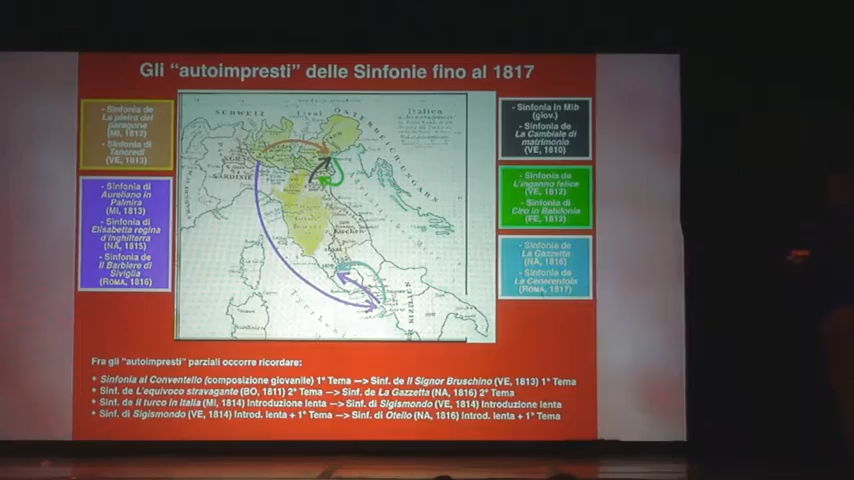 Gli “autoimpresti” delle Sinfonie fino al 1817
- Sinfonia de
La pietra del
paragone
(MI, 1812)
- Sinfonia di
Tancredi
(VE, 1813)
- Sinfonia di
Aureliano in
Palmira
(MI, 1813)
- Sinfonia di
Elisabetta regina
d'Inghilterra
(NA, 1815)
- Sinfonia de
Il Barbiere di
Siviglia
(ROMA, 1816)
SCHWEIZ
Tirol
ÖSTERREICH-UNGARN
Italien
SARDINIEN
FRANKREICH
Kirchen
SIZILIEN
Sardinien
- Sinfonia in Mib
(giov.)
- Sinfonia de
La Cambiale di
matrimonio
(VE, 1810)
- Sinfonia de
L'inganno felice
(VE, 1812)
- Sinfonia di
Ciro in Babilonia
(FE, 1812)
- Sinfonia de
La Gazzetta
(NA, 1816)
- Sinfonia de
La Cenerentola
(ROMA, 1817)
Fra gli “autoimpresti” parziali occorre ricordare:
• Sinfonia al Conventello (composizione giovanile) 1° Tema —> Sinf. de Il Signor Bruschino (VE, 1813) 1° Tema
• Sinf. de L'equivoco stravagante (BO, 1811) 2° Tema —> Sinf. de La Gazzetta (NA, 1816) 2° Tema
• Sinf. de Il turco in Italia (MI, 1814) Introduzione lenta —> Sinf. di Sigismondo (VE, 1814) Introduzione lenta
• Sinf. di Sigismondo (VE, 1814) Introd. lenta + 1° Tema —> Sinf. di Otello (NA, 1816) Introd. lenta + 1° Tema